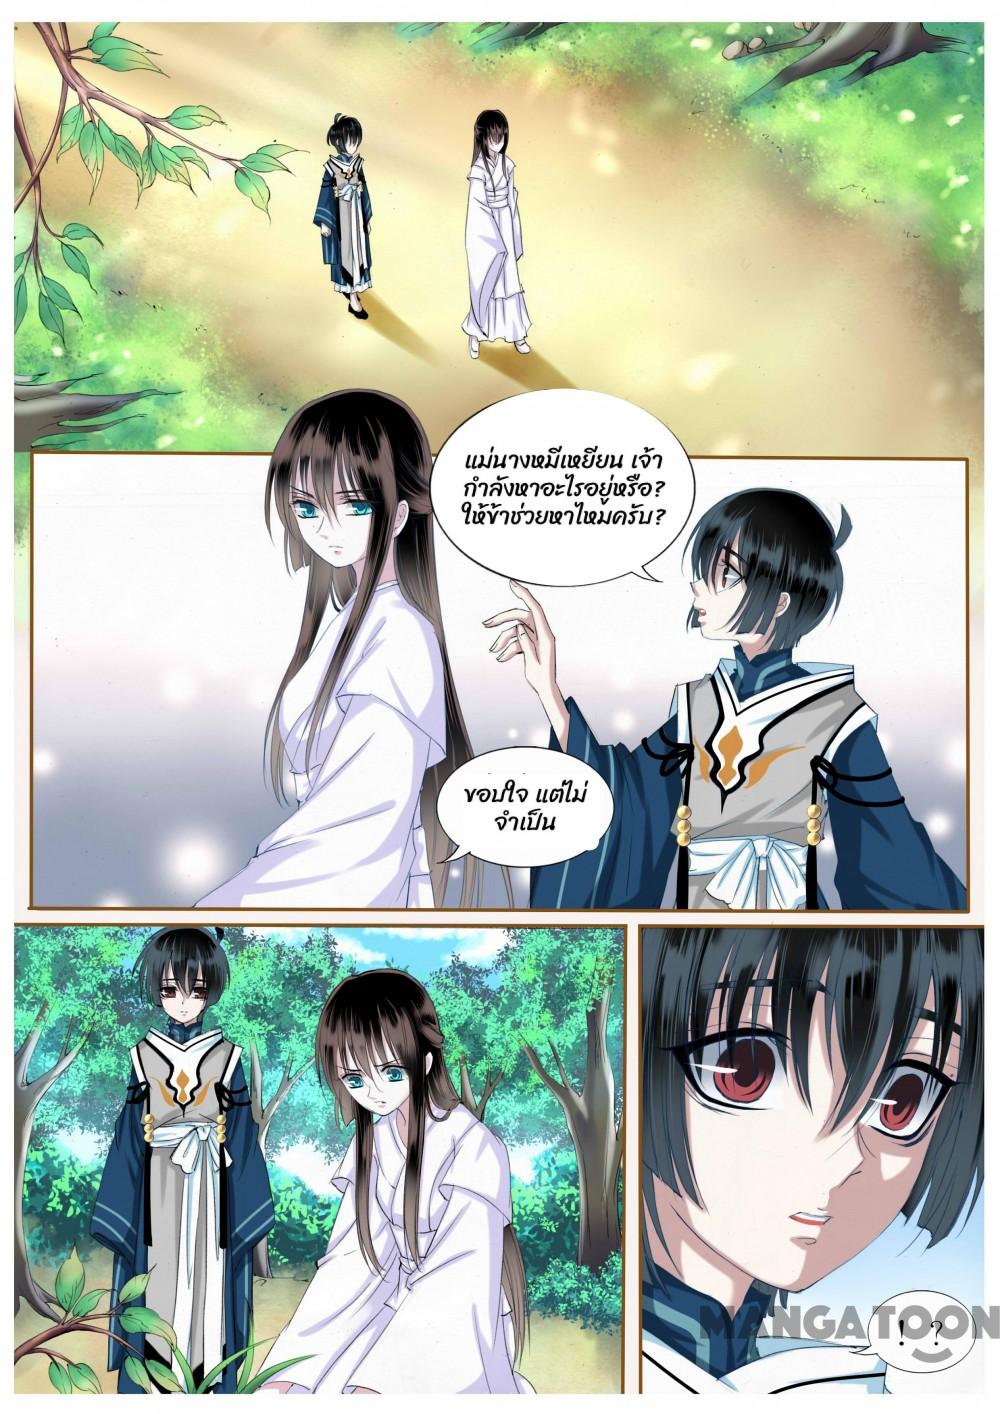 แม่นางหมีเหยียน เจ้า
กำลังหาอะไรอยู่หรือ?
ให้ข้าช่วยหาไหมครับ?
ขอบใจ แต่ไม่
จำเป็น
! ?
MANGATOON